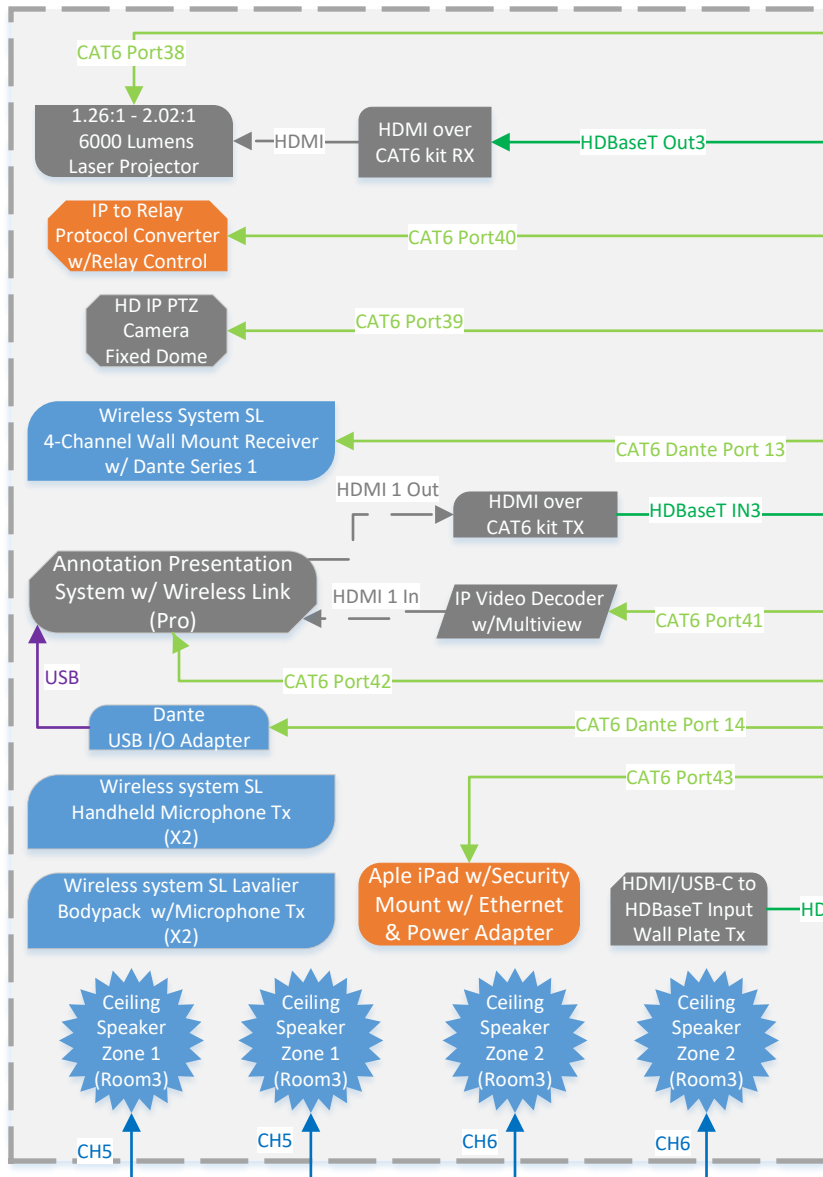 CAT6 Port38
1.26:1 - 2.02:1
6000 Lumens
Laser Projector
HDMI
HDMI over
CAT6 kit RX
HDBaseT Out3
IP to Relay
Protocol Converter
w/Relay Control
CAT6 Port40
HD IP PTZ
Camera
Fixed Dome
CAT6 Port39
Wireless System SL
4-Channel Wall Mount Receiver
w/ Dante Series 1
CAT6 Dante Port 13
HDMI 1 Out
HDMI over
CAT6 kit TX
HDBaseT IN3
Annotation Presentation
System w/ Wireless Link
(Pro)
HDMI 1 In
IP Video Decoder
w/Multiview
CAT6 Port41
USB
CAT6 Port42
Dante
USB I/O Adapter
CAT6 Dante Port 14
Wireless system SL
Handheld Microphone Tx
(X2)
CAT6 Port43
Wireless system SL Lavalier
Bodypack w/Microphone Tx
(X2)
Aple iPad w/Security
Mount w/ Ethernet
& Power Adapter
HDMI/USB-C to
HDBaseT Input
Wall Plate Tx
HD
Ceiling
Speaker
Zone 1
(Room3)
Ceiling
Speaker
Zone 1
(Room3)
Ceiling
Speaker
Zone 2
(Room3)
Ceiling
Speaker
Zone 2
(Room3)
CH5
CH5
CH6
CH6